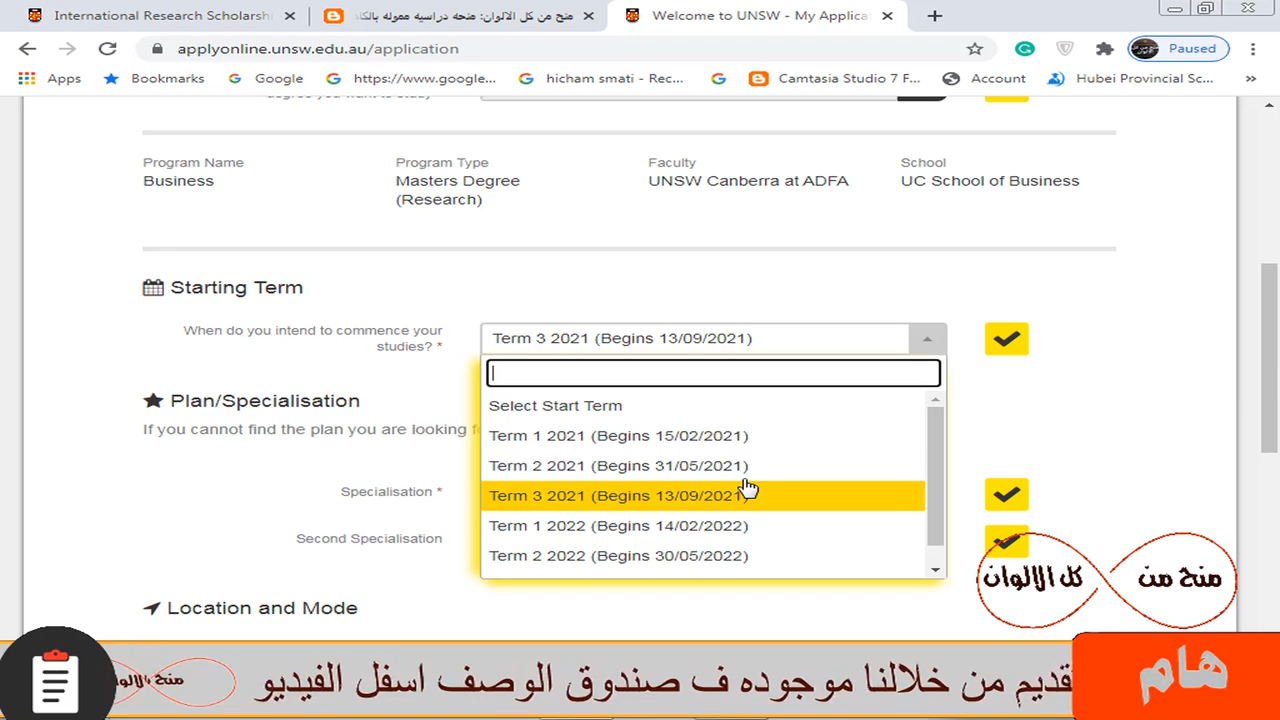 International Research Scholarsh
منح من كل الالوان: منحه دراسيه مموله بالكا
Welcome to UNSW - My Applica
applyonline.unsw.edu.au/application
Paused
Apps
Bookmarks
Google
https://www.google...
hicham smati - Rec...
Camtasia Studio 7 F...
Account
Hubei Provincial Sc...
»
degree you want to study
Program Name
Program Type
Faculty
School
Business
Masters Degree
(Research)
UNSW Canberra at ADFA
UC School of Business
Starting Term
When do you intend to commence your
studies? *
Term 3 2021 (Begins 13/09/2021)
Select Start Term
Term 1 2021 (Begins 15/02/2021)
Term 2 2021 (Begins 31/05/2021)
Term 3 2021 (Begins 13/09/2021)
Term 1 2022 (Begins 14/02/2022)
Term 2 2022 (Begins 30/05/2022)
Plan/Specialisation
If you cannot find the plan you are looking f
Specialisation *
Second Specialisation
Location and Mode
منح من كل الالوان
هام
قديم من خلالنا موجوده ف صندوق الوصف اسفل الفيديو